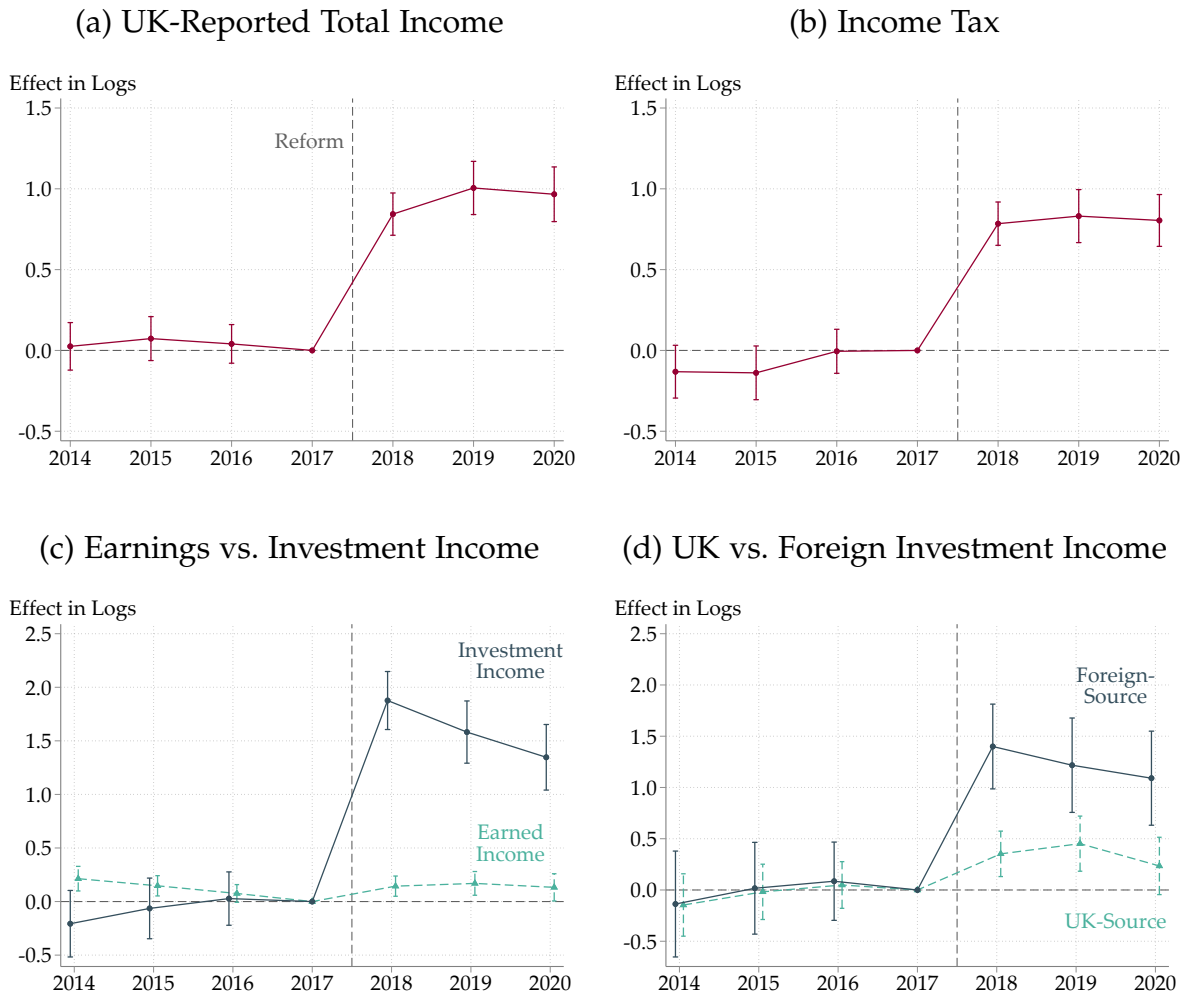 (a) UK-Reported Total Income
Effect in Logs
1.5
1.0
0.5
0.0
-0.5
Reform
2014 2015 2016 2017 2018 2019 2020
(b) Income Tax
Effect in Logs
1.5
1.0
0.5
0.0
-0.5
2014 2015 2016 2017 2018 2019 2020
(c) Earnings vs. Investment Income
Effect in Logs
2.5
2.0
1.5
1.0
0.5
0.0
-0.5
Investment
Income
Earned
Income
2014 2015 2016 2017 2018 2019 2020
(d) UK vs. Foreign Investment Income
Effect in Logs
2.5
2.0
1.5
1.0
0.5
0.0
-0.5
Foreign-
Source
UK-Source
2014 2015 2016 2017 2018 2019 2020